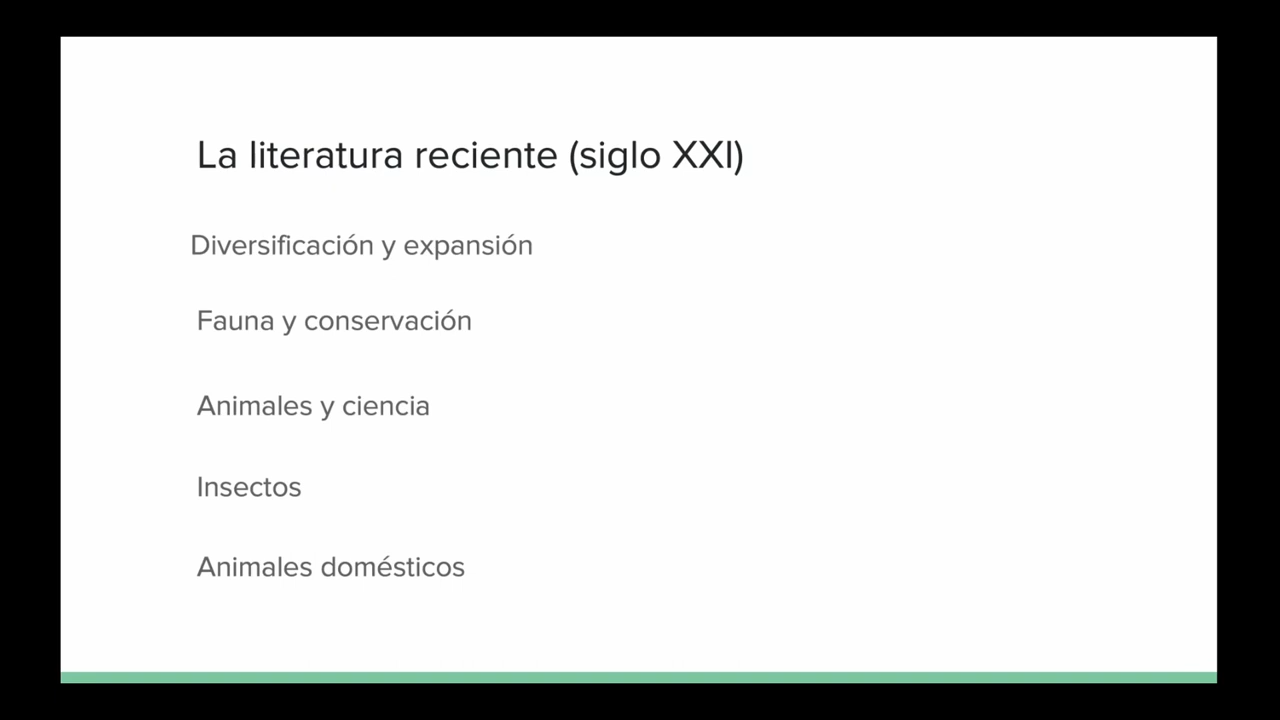 La literatura reciente (siglo XXI)
Diversificación y expansión
Fauna y conservación
Animales y ciencia
Insectos
Animales domésticos